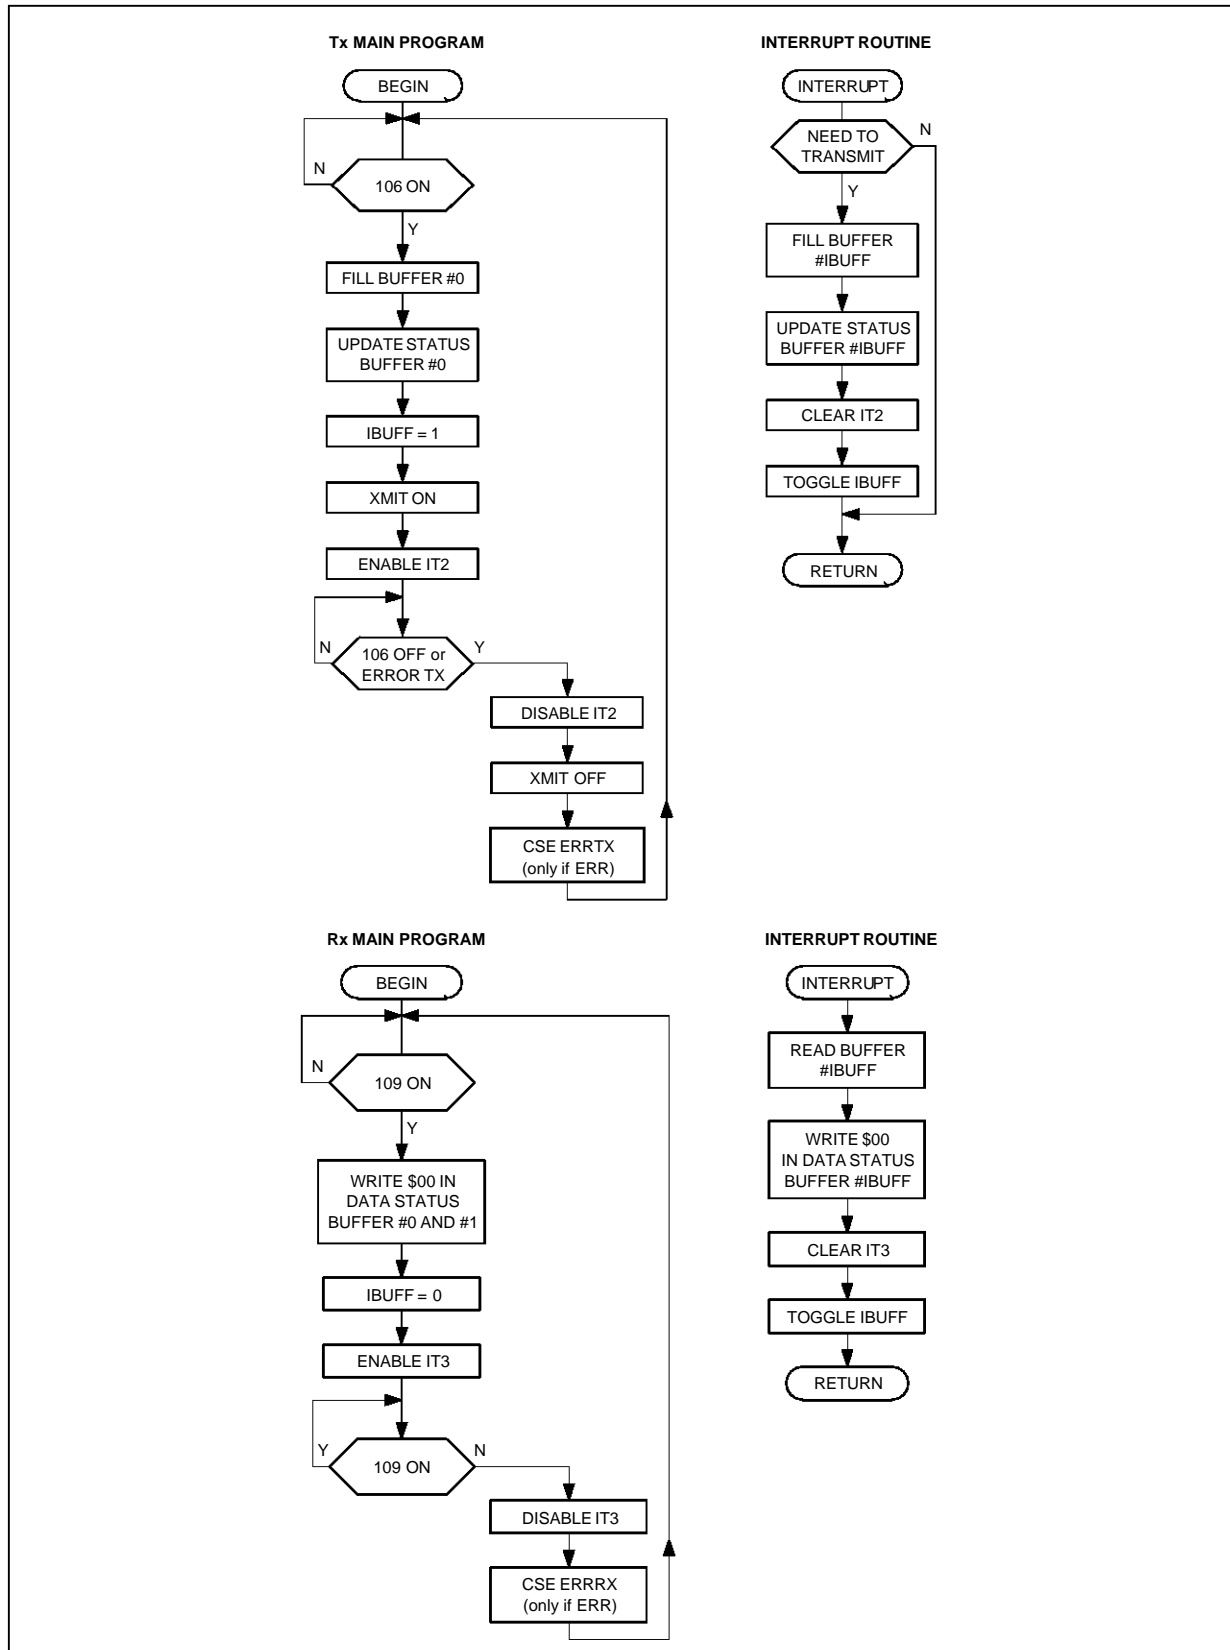 Tx MAIN PROGRAM
BEGIN
N
106 ON
Y
FILL BUFFER #0
UPDATE STATUS
BUFFER #0
IBUFF = 1
XMIT ON
ENABLE IT2
N
106 OFF or
ERROR TX
Y
DISABLE IT2
XMIT OFF
CSE ERRTX
(only if ERR)
INTERRUPT ROUTINE
INTERRUPT
NEED TO
TRANSMIT
N
Y
FILL BUFFER
#IBUFF
UPDATE STATUS
BUFFER #IBUFF
CLEAR IT2
TOGGLE IBUFF
RETURN
Rx MAIN PROGRAM
BEGIN
N
109 ON
Y
WRITE $00 IN
DATA STATUS
BUFFER #0 AND #1
IBUFF = 0
ENABLE IT3
Y
109 ON
N
DISABLE IT3
CSE ERRRX
(only if ERR)
INTERRUPT ROUTINE
INTERRUPT
READ BUFFER
#IBUFF
WRITE $00
IN DATA STATUS
BUFFER #IBUFF
CLEAR IT3
TOGGLE IBUFF
RETURN